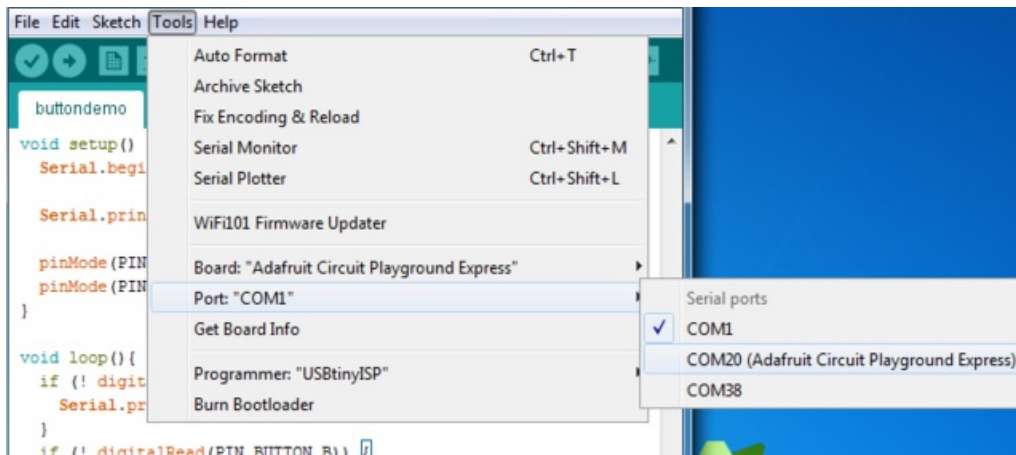 File Edit Sketch Tools Help
Auto Format Ctrl+T
Archive Sketch
Fix Encoding & Reload
Serial Monitor Ctrl+Shift+M
Serial Plotter Ctrl+Shift+L
WiFi101 Firmware Updater
Board: "Adafruit Circuit Playground Express"
Port: "COM1"
Get Board Info
Programmer: "USBtinyISP"
Burn Bootloader
Serial ports
COM1
COM20 (Adafruit Circuit Playground Express)
COM38
buttondemo
void setup()
Serial.begi
Serial.prin
pinMode(PIN
pinMode(PIN
}
void loop(){
if (! digit
Serial.pr
}
if (! digitalRead(PIN_BUTTON_B)) {